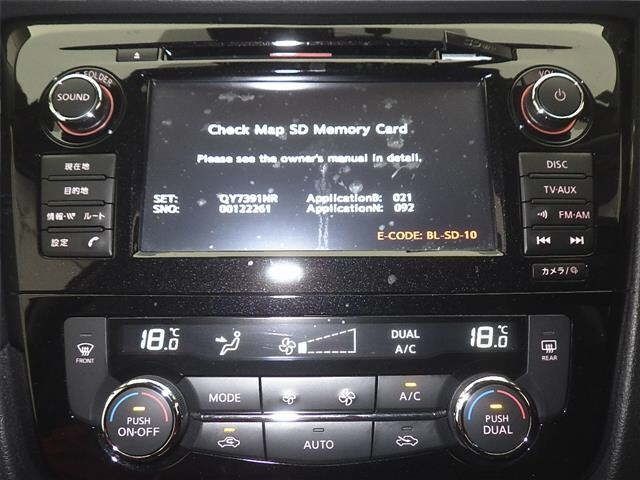 FOLDER
SOUND
VOL
Check Map SD Memory Card
Please see the owner's manual in detail.
SET: QY7391NR ApplicationB: 021
SNO: 00122261 ApplicationN: 092
E-CODE: BL-SD-10
現在地
目的地
情報・VP ルート
設定
DISC
TV・AUX
FM・AM
カメラ/
FRONT
18.0 °C
DUAL
A/C
18.0 °C
REAR
MODE
A/C
PUSH
ON・OFF
AUTO
PUSH
DUAL